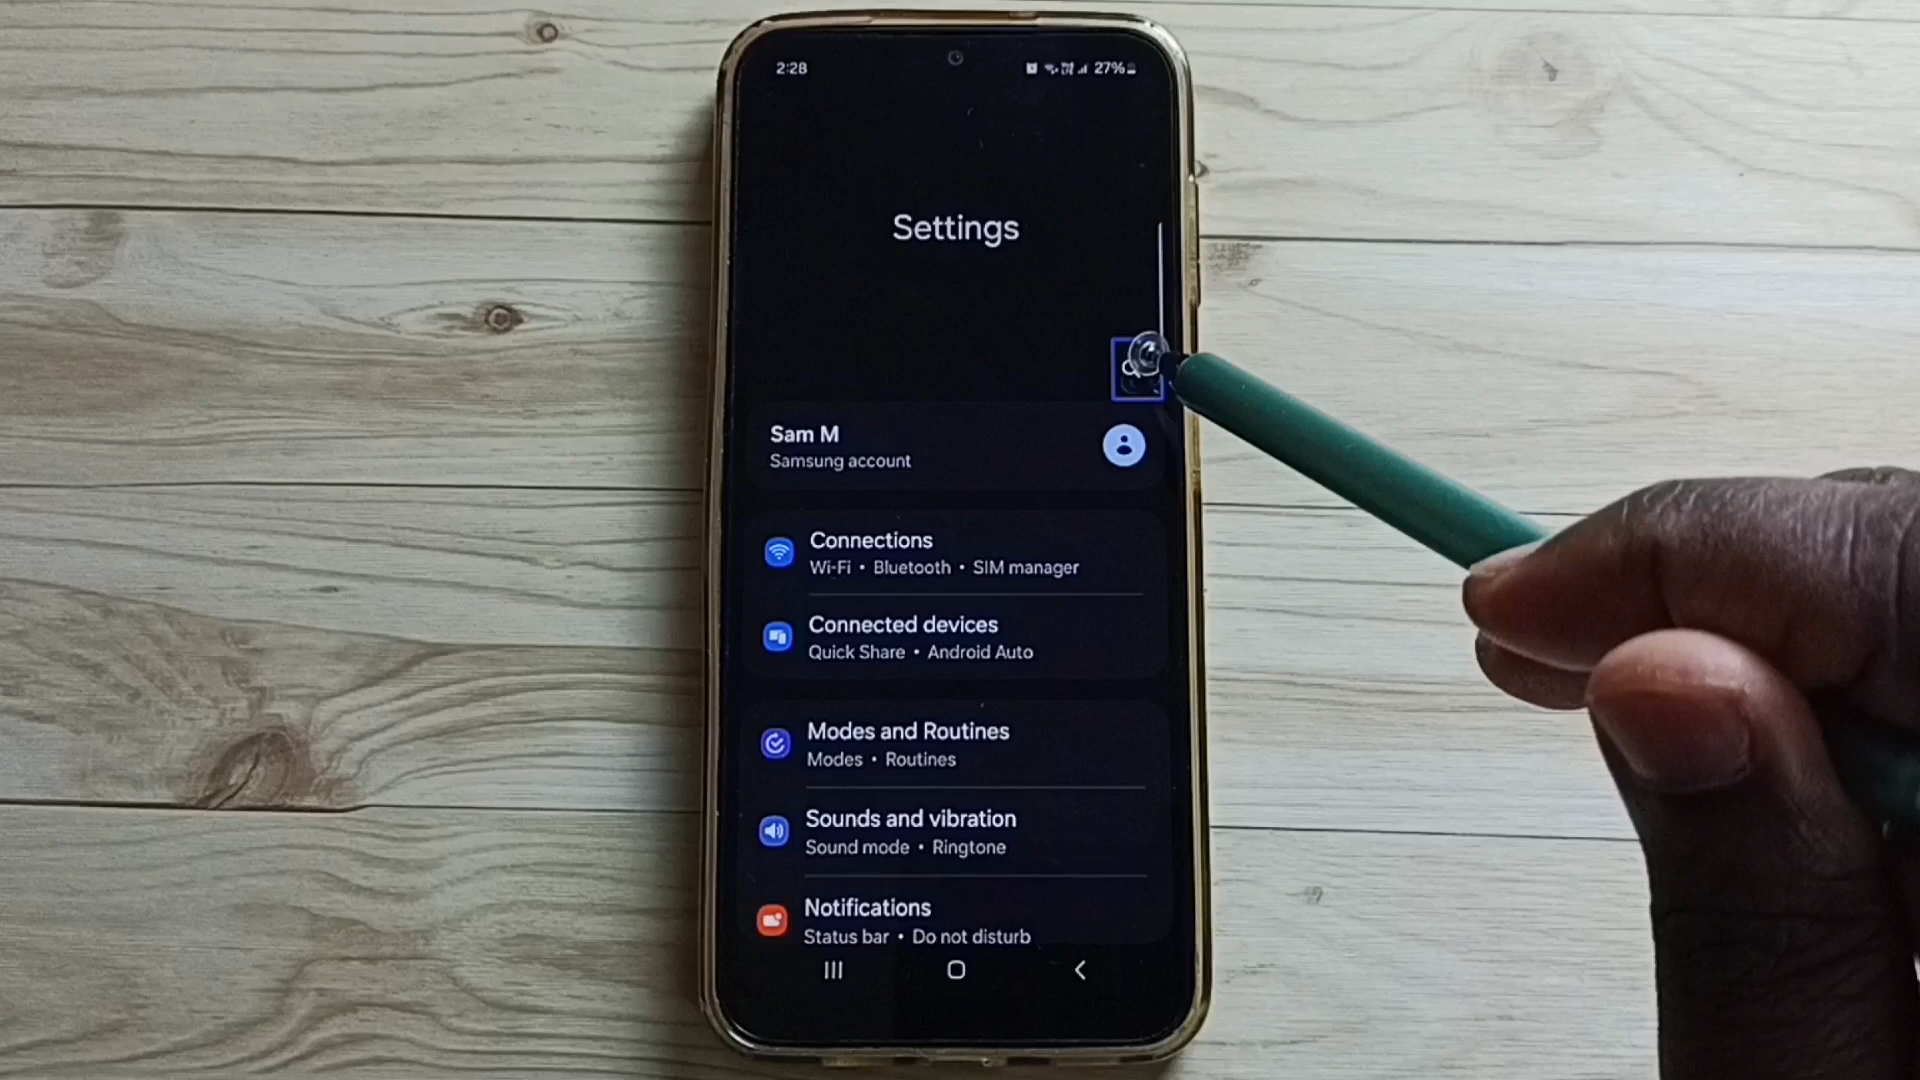 2:28
27%
Settings
Sam M
Samsung account
Connections
Wi-Fi • Bluetooth • SIM manager
Connected devices
Quick Share • Android Auto
Modes and Routines
Modes • Routines
Sounds and vibration
Sound mode • Ringtone
Notifications
Status bar • Do not disturb